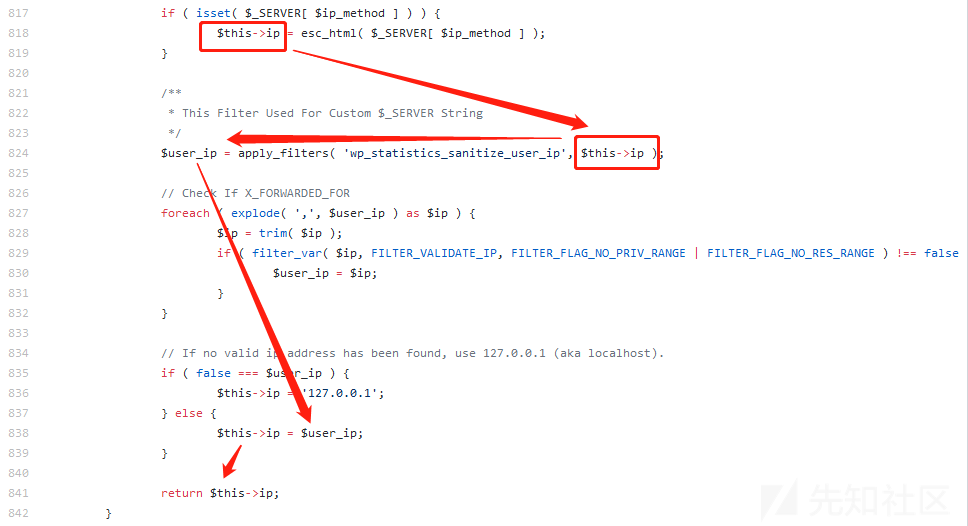 817 if ( isset( $_SERVER[ $ip_method ] ) ) {
818 $this->ip = esc_html( $_SERVER[ $ip_method ] );
819 }
820
821 /**
822 * This Filter Used For Custom $_SERVER String
823 */
824 $user_ip = apply_filters( 'wp_statistics_sanitize_user_ip', $this->ip );
825
826 // Check If X_FORWARDED_FOR
827 foreach ( explode( ',', $user_ip ) as $ip ) {
828 $ip = trim( $ip );
829 if ( filter_var( $ip, FILTER_VALIDATE_IP, FILTER_FLAG_NO_PRIV_RANGE | FILTER_FLAG_NO_RES_RANGE ) !== false
830 $user_ip = $ip;
831 }
832 }
833
834 // If no valid ip address has been found, use 127.0.0.1 (aka localhost).
835 if ( false === $user_ip ) {
836 $this->ip = '127.0.0.1';
837 } else {
838 $this->ip = $user_ip;
839 }
840
841 return $this->ip;
842 }
先知社区